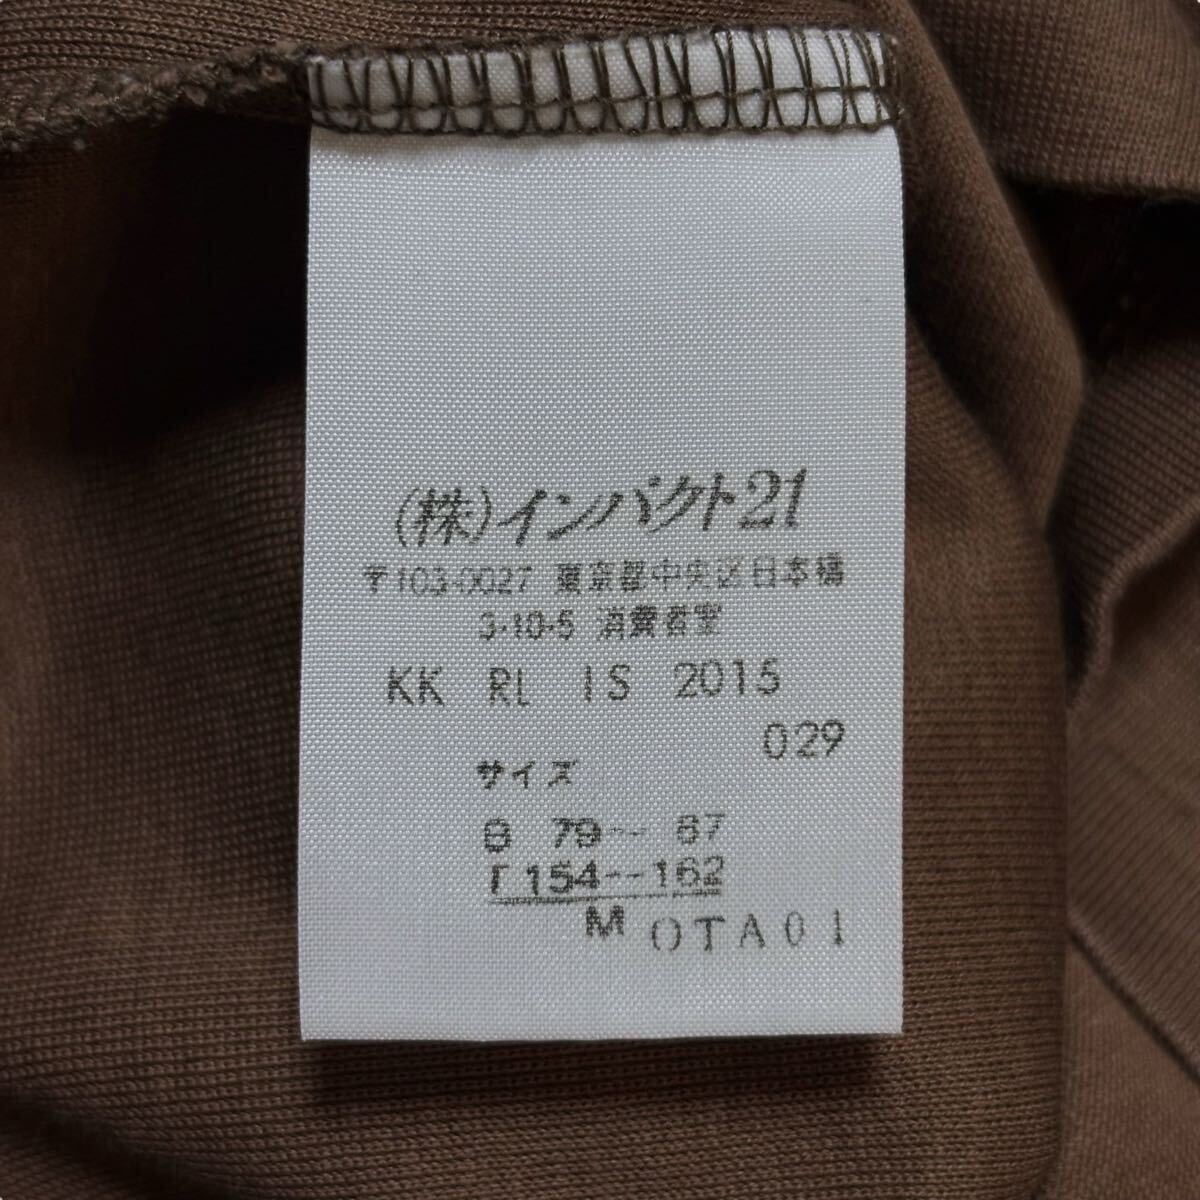 (株)インパクト21
〒103-0027 東京都中央区日本橋
3-10-5 消費者室
KK RL IS 2015
029
サイズ
B 79-- 87
T 154--162
M OTA01